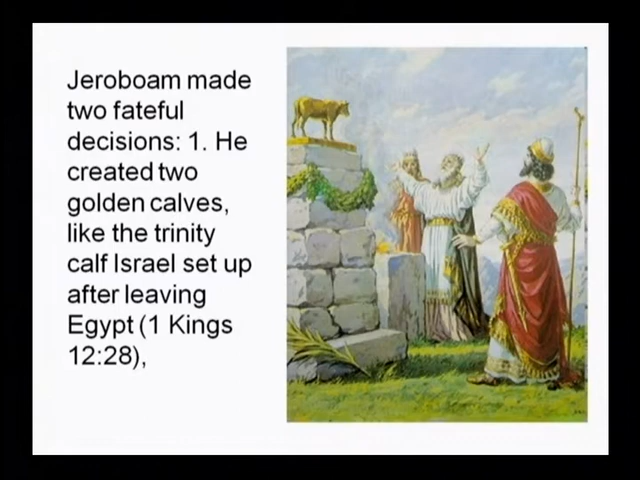 Jeroboam made
two fateful
decisions: 1. He
created two
golden calves,
like the trinity
calf Israel set up
after leaving
Egypt (1 Kings
12:28),